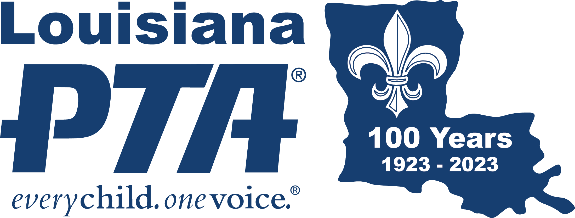 Louisiana
PTA®
everychild.onevoice.®
100 Years
1923 - 2023